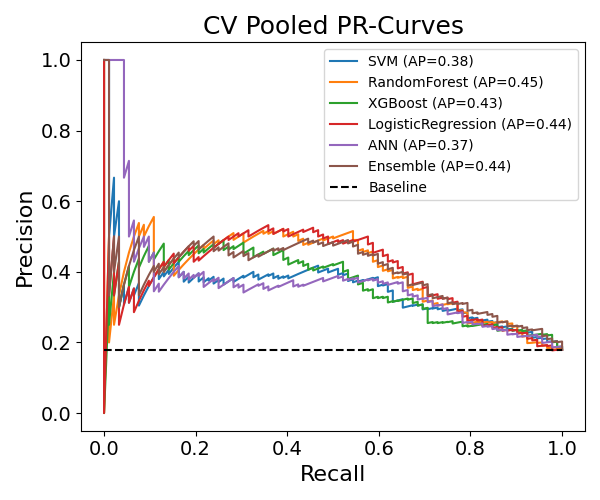 CV Pooled PR-Curves
SVM (AP=0.38)
RandomForest (AP=0.45)
XGBoost (AP=0.43)
LogisticRegression (AP=0.44)
ANN (AP=0.37)
Ensemble (AP=0.44)
Baseline
Precision
1.0
0.8
0.6
0.4
0.2
0.0
0.0 0.2 0.4 0.6 0.8 1.0
Recall